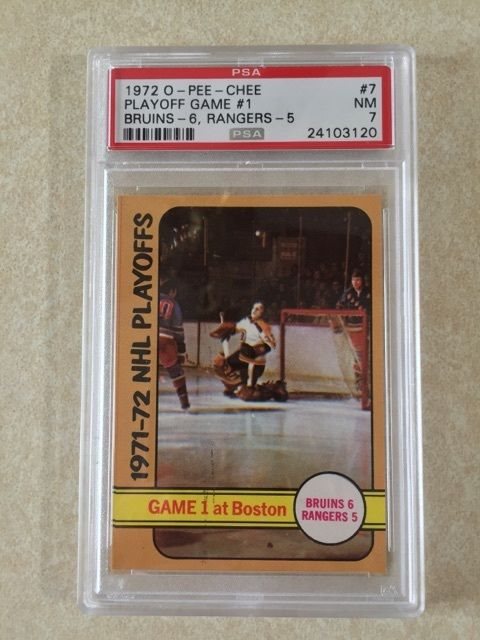 PSA
1972 O - PEE - CHEE #7
PLAYOFF GAME #1 NM
BRUINS - 6, RANGERS - 5 7
PSA
24103120
1971-72 NHL PLAYOFFS
GAME 1 at Boston
BRUINS 6
RANGERS 5